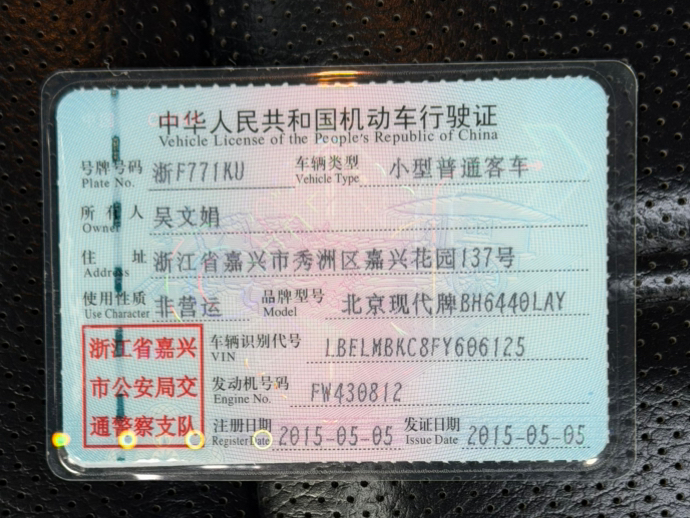 中华人民共和国机动车行驶证
Vehicle License of the People's Republic of China
号牌号码 浙F771KU 车辆类型 小型普通客车
Plate No. Vehicle Type
所有人 吴文娟
Owner
住址 浙江省嘉兴市秀洲区嘉兴花园137号
Address
使用性质 非营运 品牌型号 北京现代牌BH6440LAY
Use Character Model
浙江省嘉兴 车辆识别代号 LBELMBKC8FY606125
VIN
市公安局交 发动机号码 FW430812
Engine No.
通警察支队 注册日期 2015-05-05 发证日期 2015-05-05
Register Date Issue Date